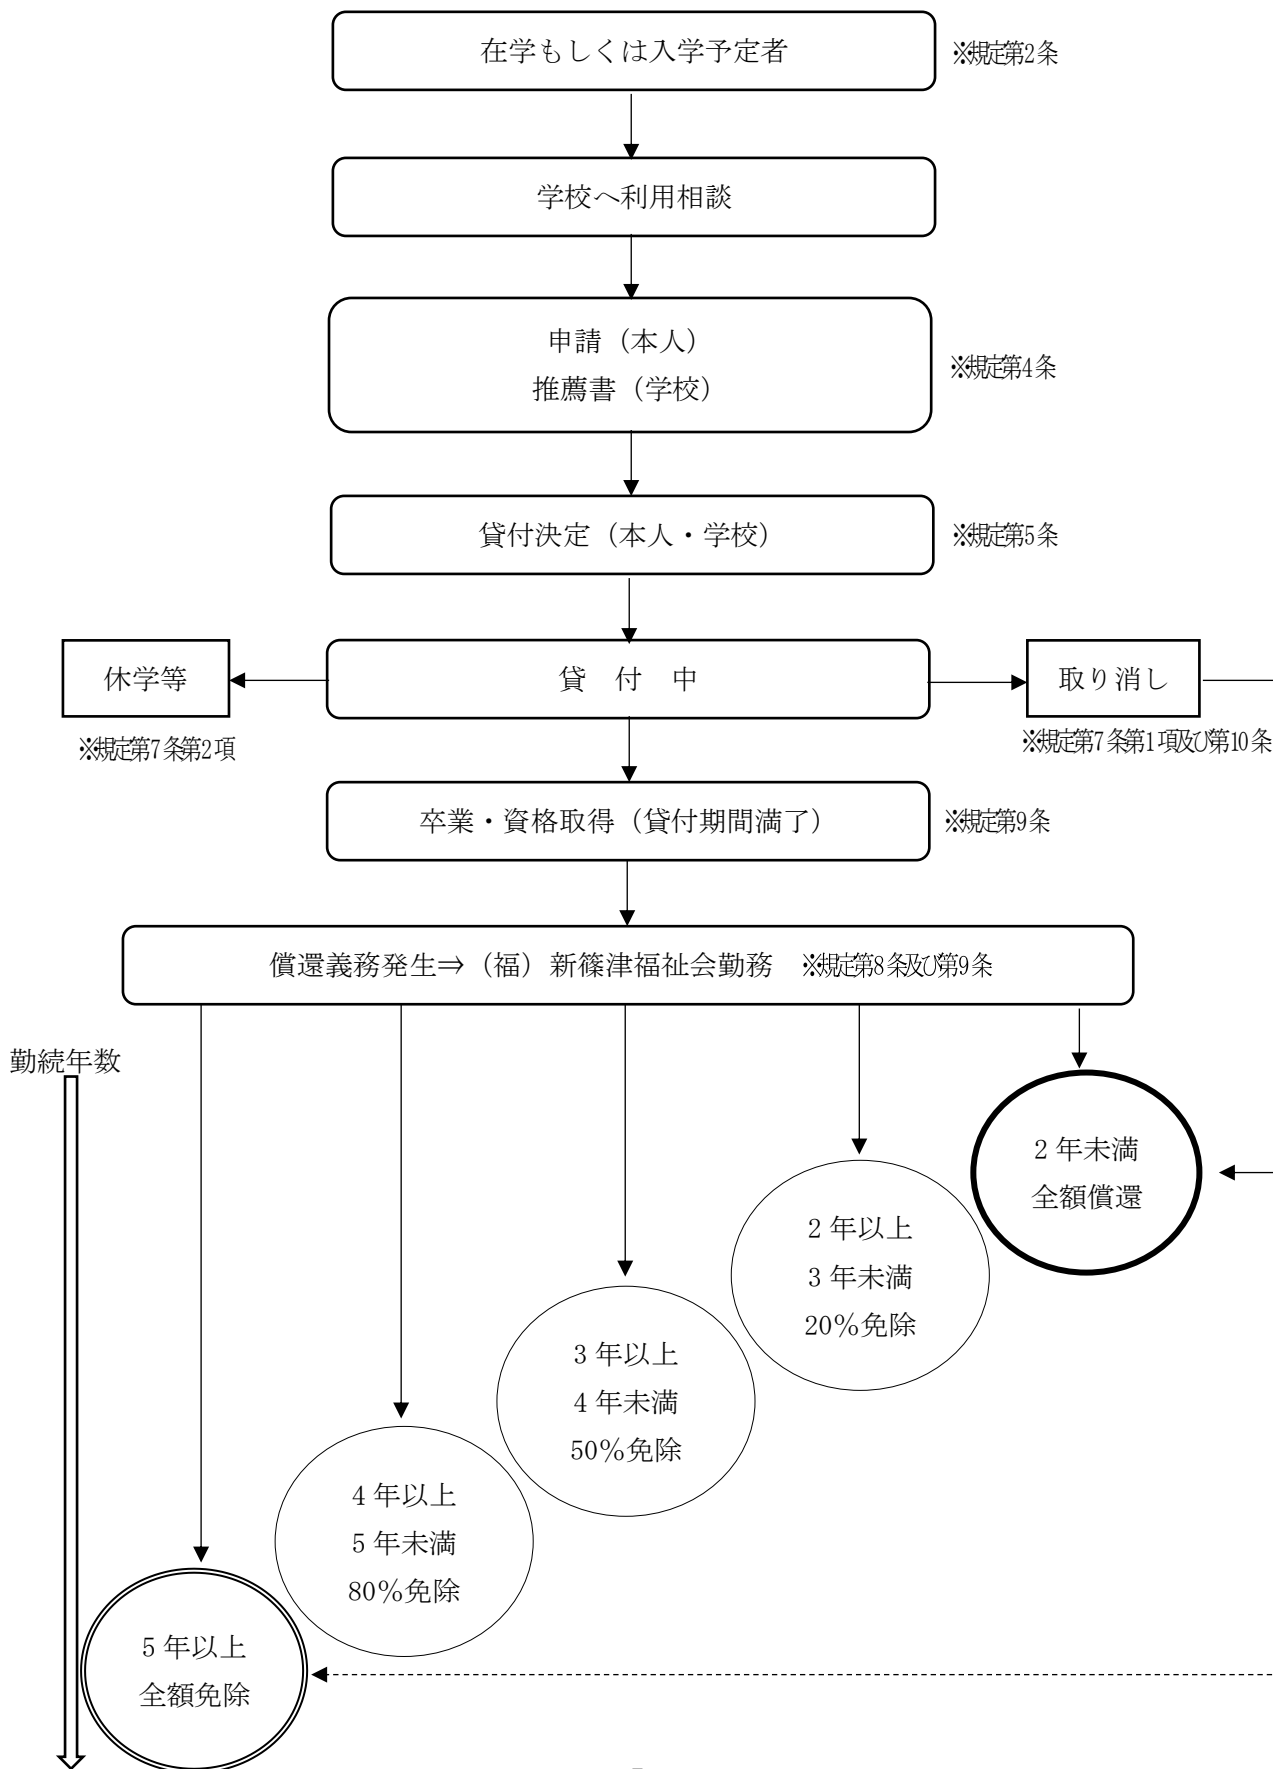 在学もしくは入学予定者
※規定第2条
学校へ利用相談
申請（本人）
推薦書（学校）
※規定第4条
貸付決定（本人・学校）
※規定第5条
休学等
貸　付　中
取り消し
※規定第7条第2項
※規定第7条第1項及び第10条
卒業・資格取得（貸付期間満了）
※規定第9条
償還義務発生⇒（福）新篠津福祉会勤務　※規定第8条及び第9条
勤続年数
2年未満
全額償還
2年以上
3年未満
20％免除
3年以上
4年未満
50％免除
4年以上
5年未満
80％免除
5年以上
全額免除